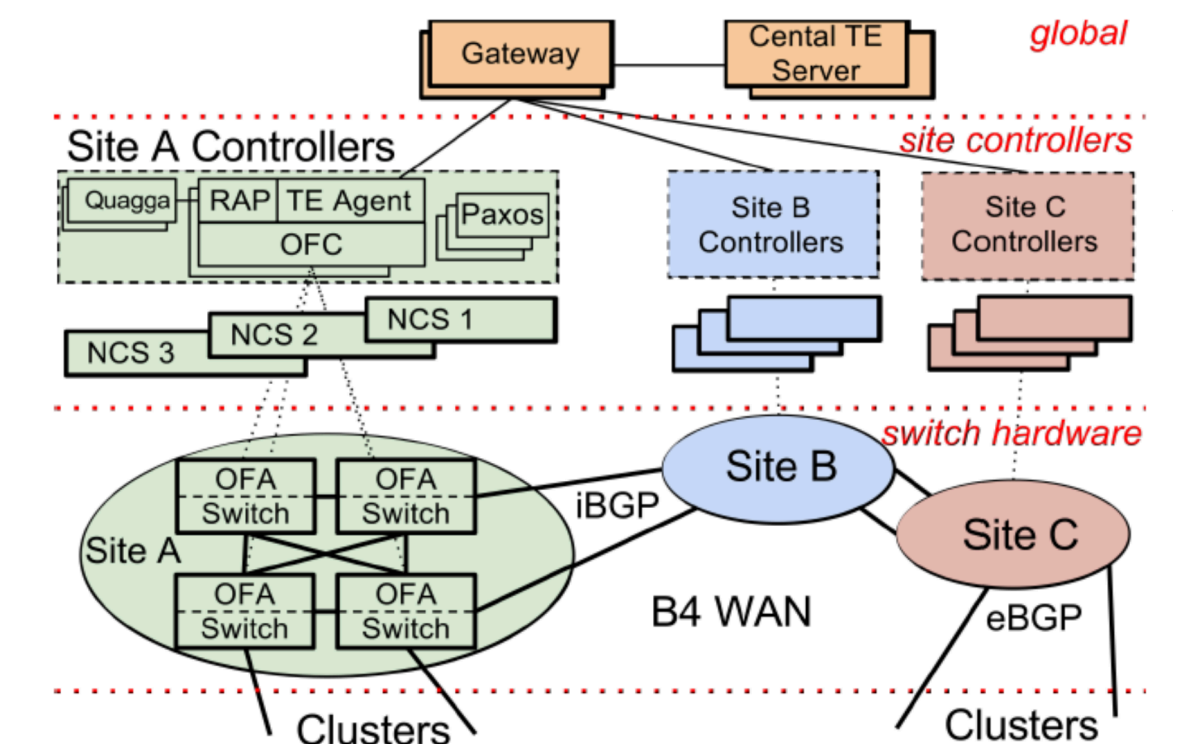 global
Gateway
Cental TE
Server
site controllers
Site A Controllers
Quagga
RAP
TE Agent
OFC
Paxos
Site B
Controllers
Site C
Controllers
NCS 1
NCS 2
NCS 3
switch hardware
OFA
Switch
OFA
Switch
Site A
OFA
Switch
OFA
Switch
iBGP
Site B
Site C
B4 WAN
eBGP
Clusters
Clusters